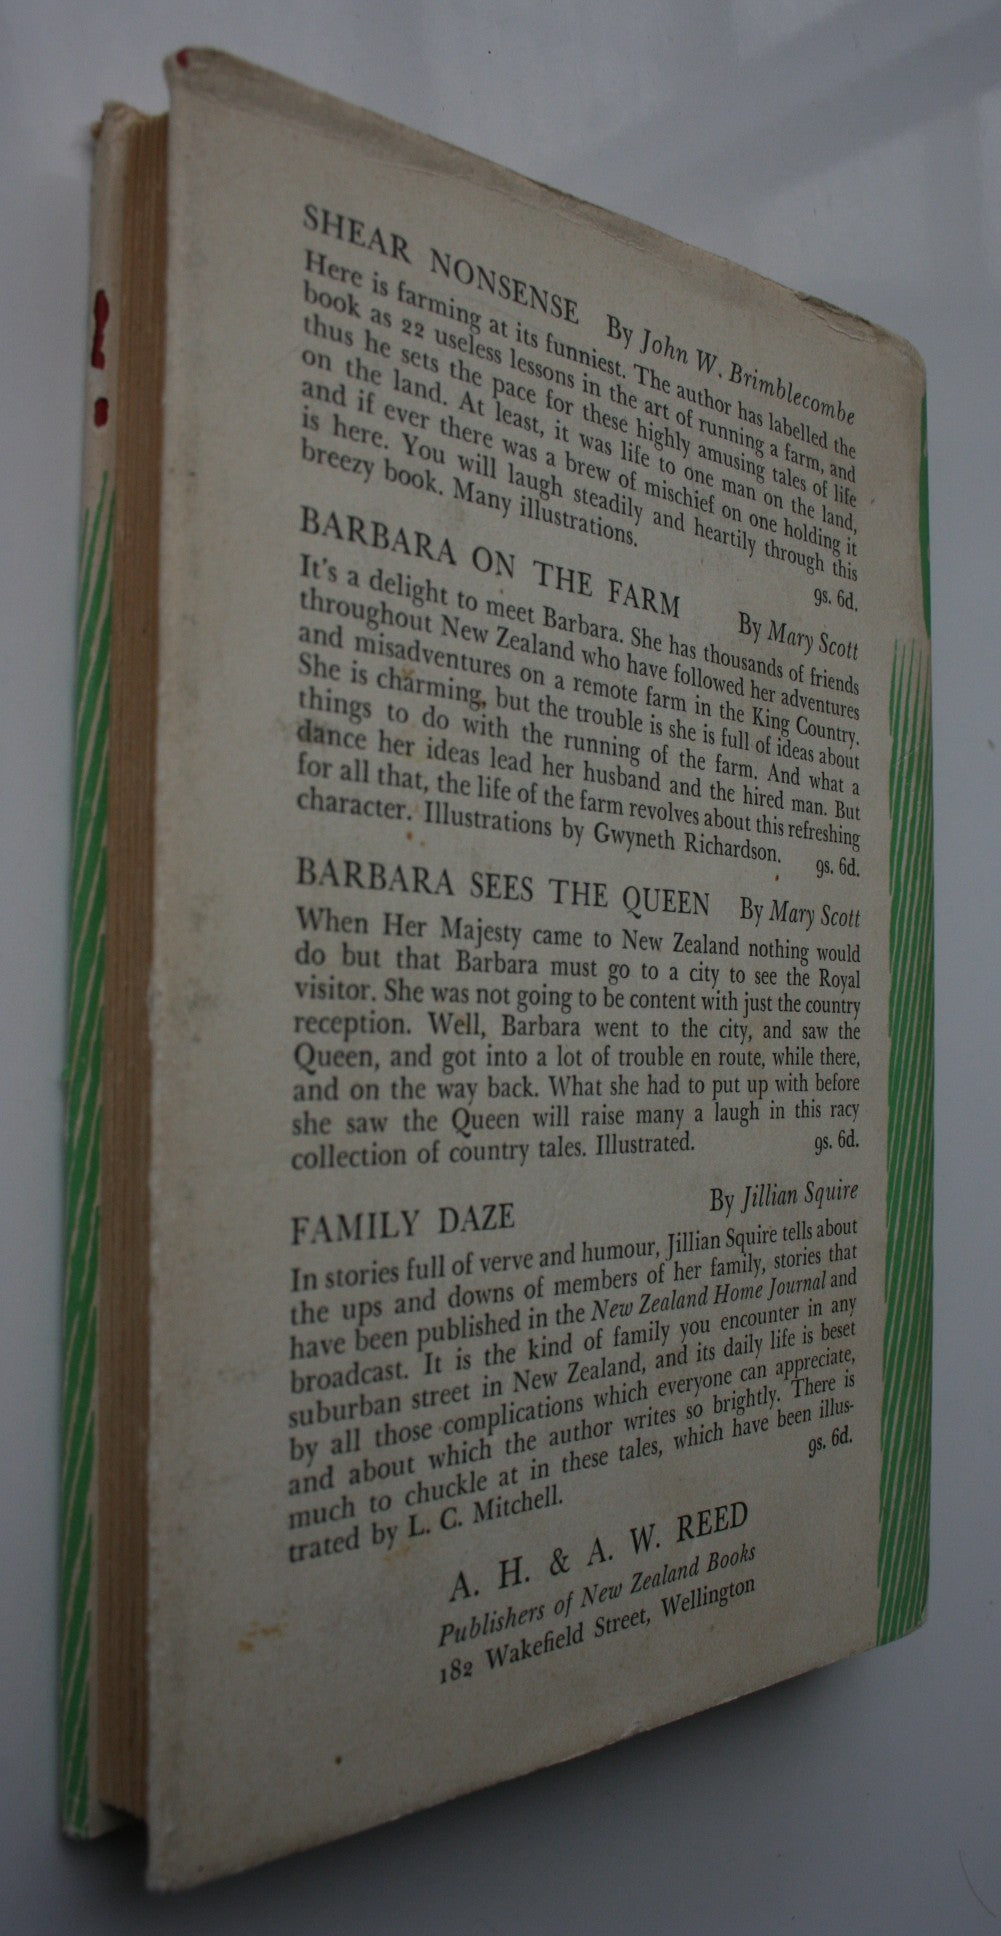 SHEAR NONSENSE By John W. Brimblecombe
Here is farming at its funniest. The author has labelled the
book as 22 useless lessons in the art of running a farm, and
thus he sets the pace for these highly amusing tales of life
on the land. At least, it was life to one man on the land,
and if ever there was a brew of mischief on one holding it
is here. You will laugh steadily and heartily through this
breezy book. Many illustrations. 9s. 6d.
BARBARA ON THE FARM By Mary Scott
It's a delight to meet Barbara. She has thousands of friends
throughout New Zealand who have followed her adventures
and misadventures on a remote farm in the King Country.
She is charming, but the trouble is she is full of ideas about
things to do with the running of the farm. And what a
dance her ideas lead her husband and the hired man. But
for all that, the life of the farm revolves about this refreshing
character. Illustrations by Gwyneth Richardson. 9s. 6d.
BARBARA SEES THE QUEEN By Mary Scott
When Her Majesty came to New Zealand nothing would
do but that Barbara must go to a city to see the Royal
visitor. She was not going to be content with just the country
reception. Well, Barbara went to the city, and saw the
Queen, and got into a lot of trouble en route, while there,
and on the way back. What she had to put up with before
she saw the Queen will raise many a laugh in this racy
collection of country tales. Illustrated. 9s. 6d.
FAMILY DAZE By Jillian Squire
In stories full of verve and humour, Jillian Squire tells about
the ups and downs of members of her family, stories that
have been published in the New Zealand Home Journal and
broadcast. It is the kind of family you encounter in any
suburban street in New Zealand, and its daily life is beset
by all those complications which everyone can appreciate,
and about which the author writes so brightly. There is
much to chuckle at in these tales, which have been illus-
trated by L. C. Mitchell. 9s. 6d.
A. H. & A. W. REED
Publishers of New Zealand Books
182 Wakefield Street, Wellington